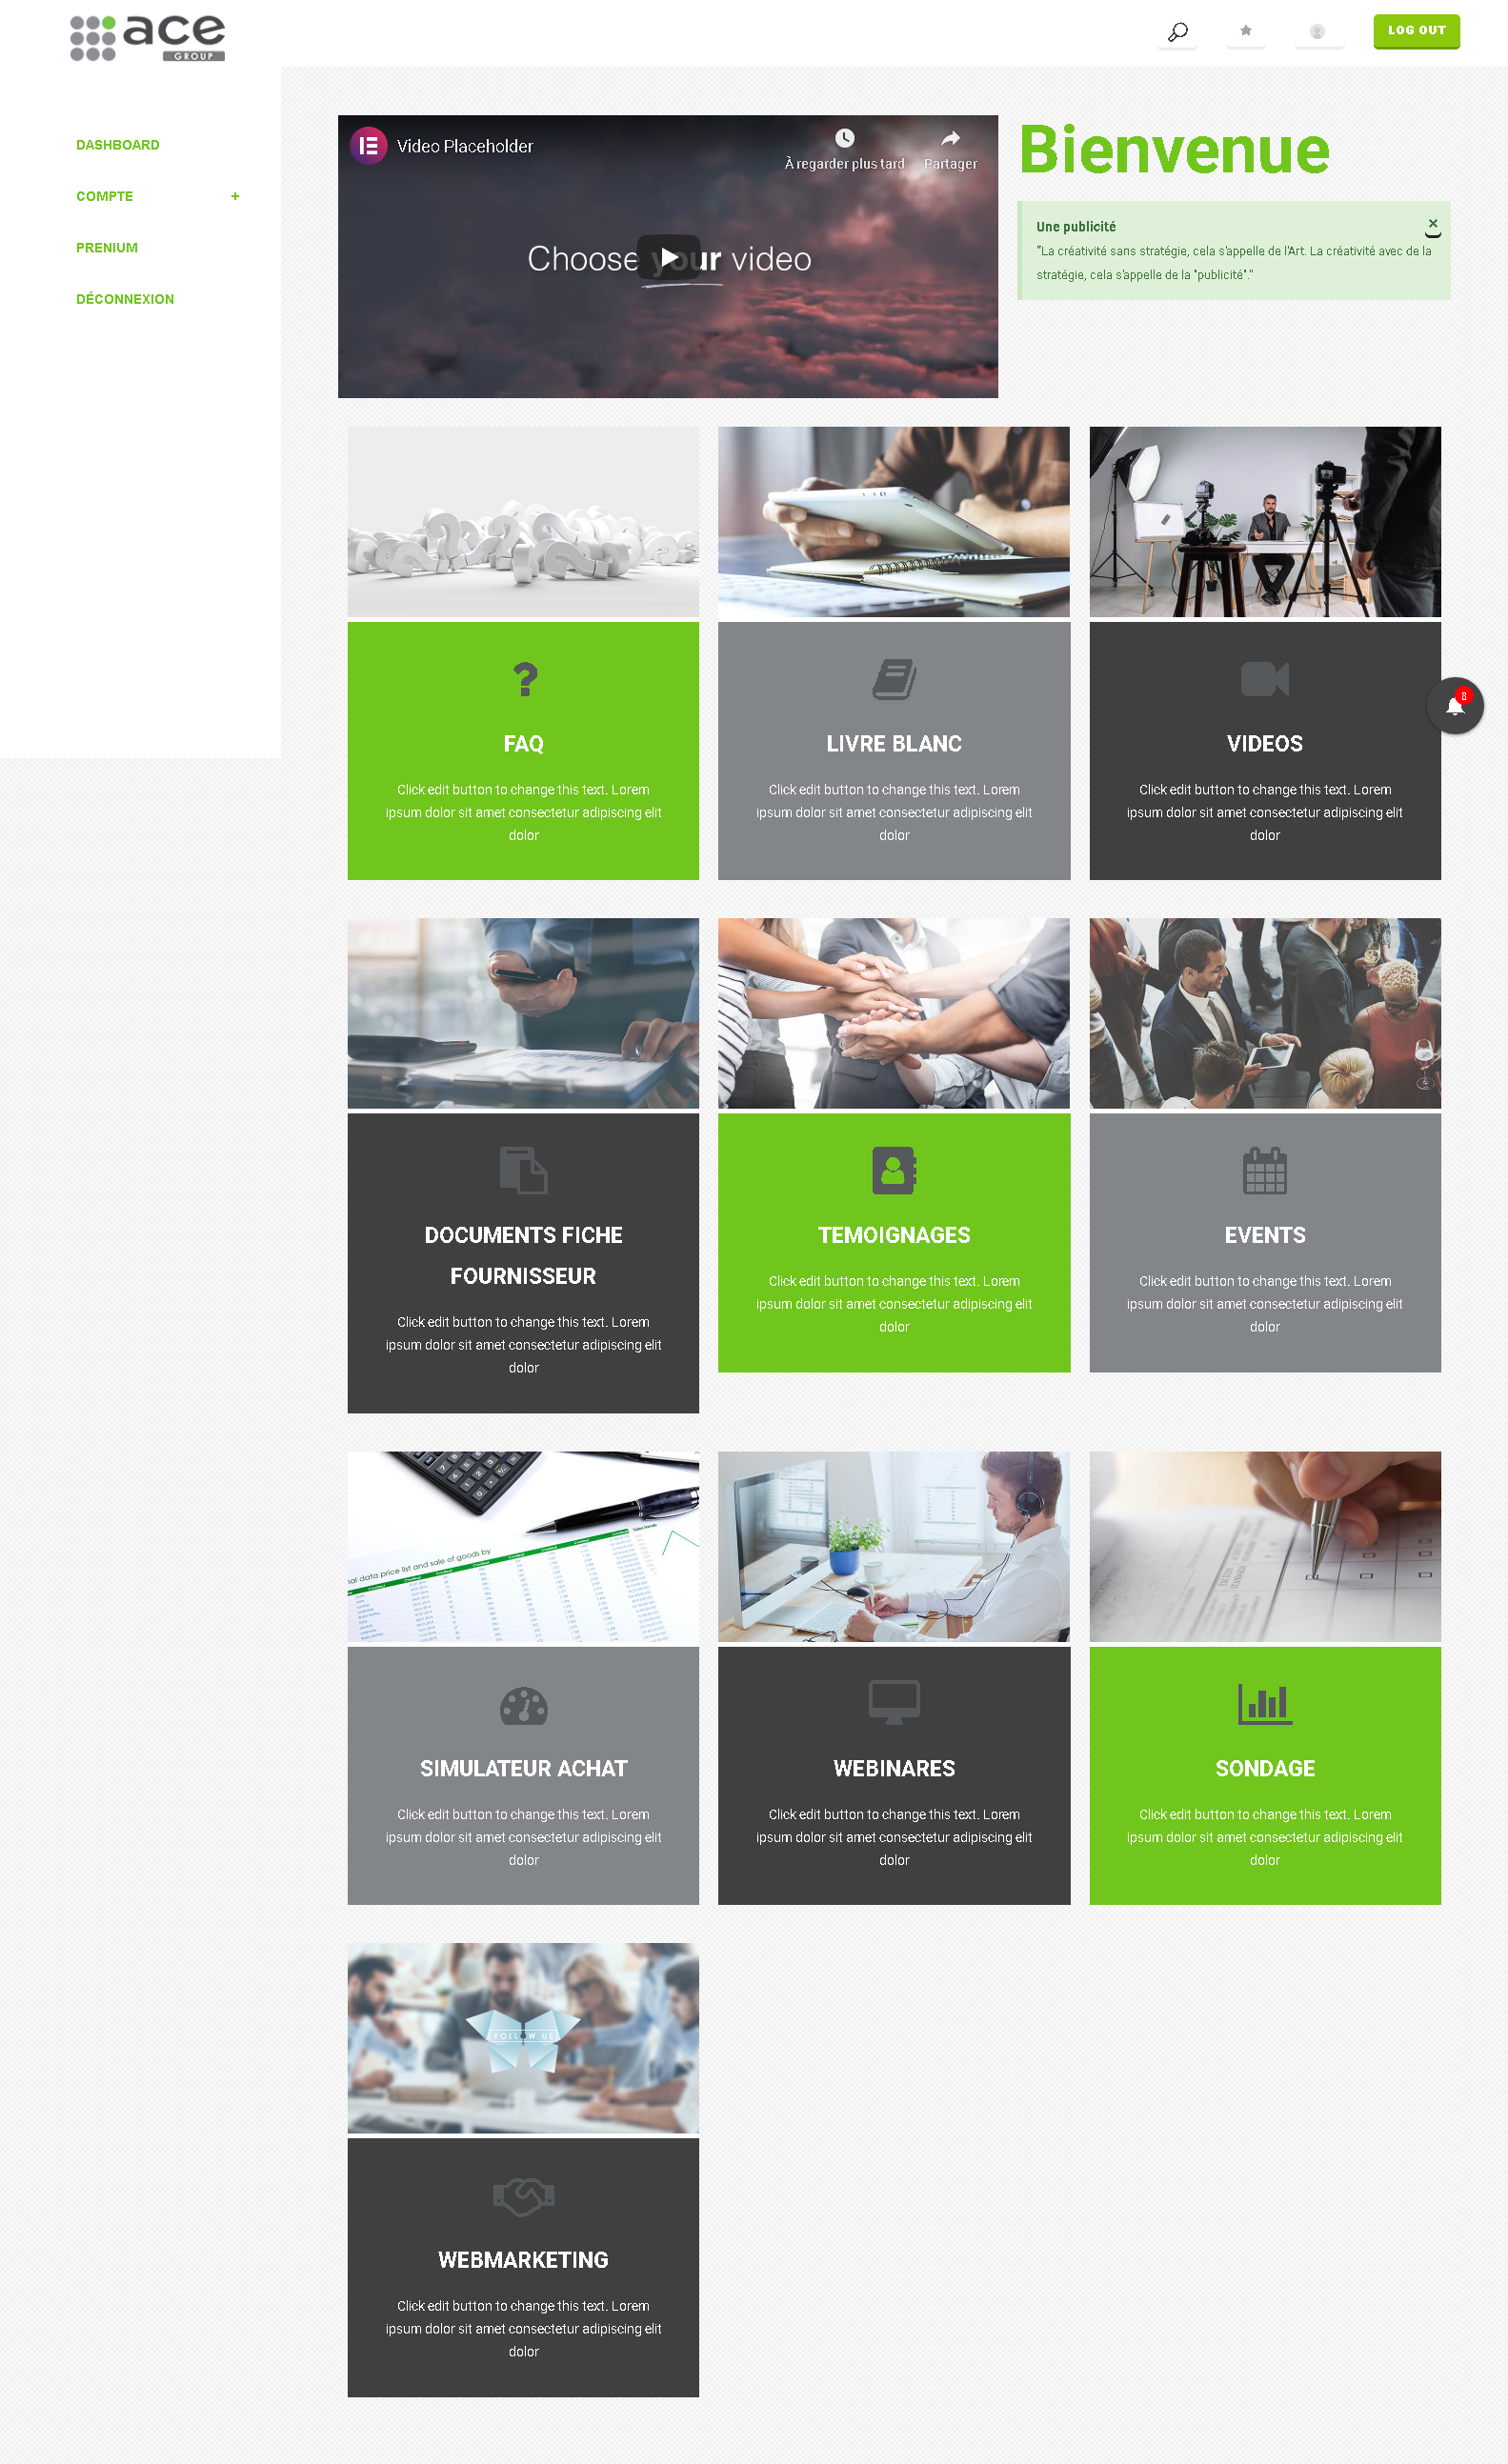 ace
GROUP
LOG OUT
DASHBOARD
COMPTE +
PRENIUM
DÉCONNEXION
Video Placeholder
À regarder plus tard
Partager
Choose your video
Bienvenue
Une publicité ×
"La créativité sans stratégie, cela s'appelle de l'Art. La créativité avec de la
stratégie, cela s'appelle de la "publicité"."
8
FAQ
Click edit button to change this text. Lorem
ipsum dolor sit amet consectetur adipiscing elit
dolor
LIVRE BLANC
Click edit button to change this text. Lorem
ipsum dolor sit amet consectetur adipiscing elit
dolor
VIDEOS
Click edit button to change this text. Lorem
ipsum dolor sit amet consectetur adipiscing elit
dolor
DOCUMENTS FICHE
FOURNISSEUR
Click edit button to change this text. Lorem
ipsum dolor sit amet consectetur adipiscing elit
dolor
TEMOIGNAGES
Click edit button to change this text. Lorem
ipsum dolor sit amet consectetur adipiscing elit
dolor
EVENTS
Click edit button to change this text. Lorem
ipsum dolor sit amet consectetur adipiscing elit
dolor
Sales trends
data price list and sale of goods by
SIMULATEUR ACHAT
Click edit button to change this text. Lorem
ipsum dolor sit amet consectetur adipiscing elit
dolor
WEBINARES
Click edit button to change this text. Lorem
ipsum dolor sit amet consectetur adipiscing elit
dolor
SONDAGE
Click edit button to change this text. Lorem
ipsum dolor sit amet consectetur adipiscing elit
dolor
FOLLOW US
WEBMARKETING
Click edit button to change this text. Lorem
ipsum dolor sit amet consectetur adipiscing elit
dolor